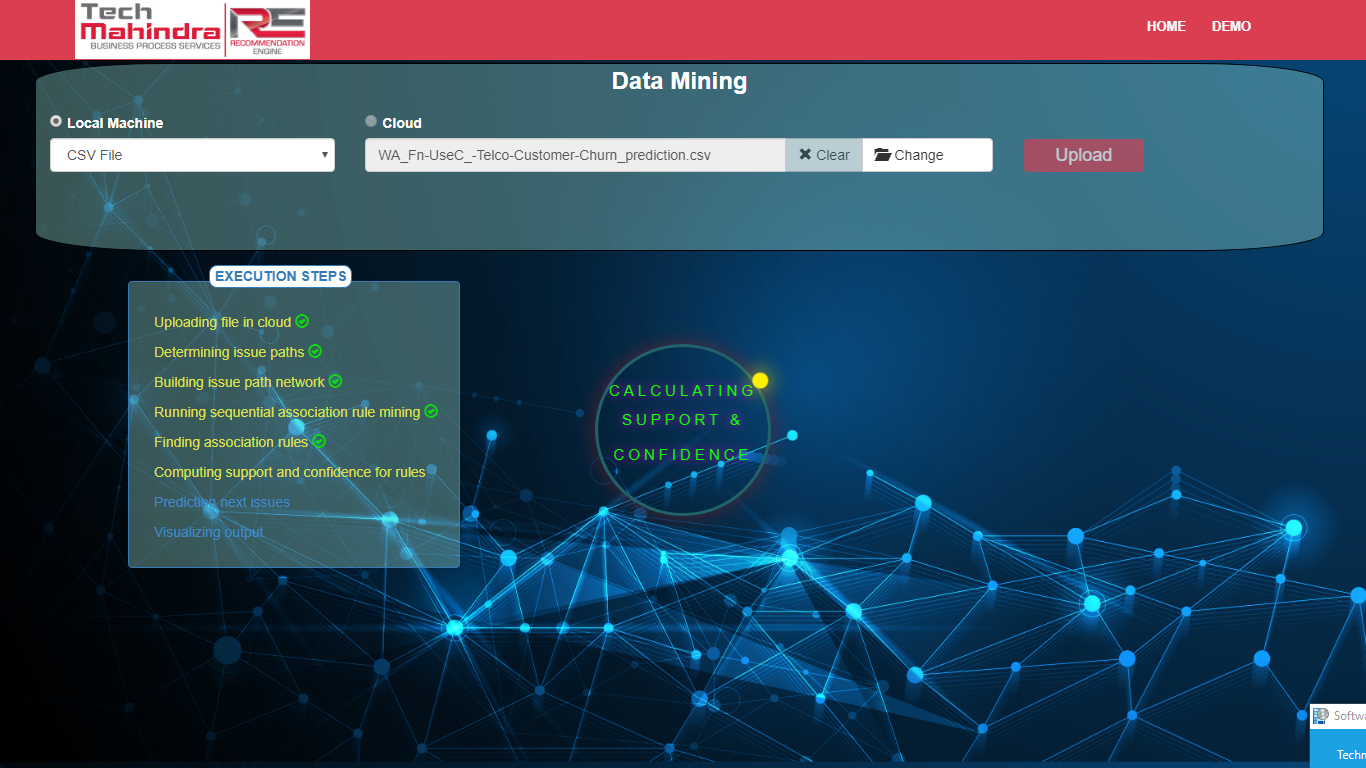 Tech
Mahindra
BUSINESS PROCESS SERVICES
RE
RECOMMENDATION
ENGINE
HOME DEMO
Data Mining
Local Machine Cloud
CSV File WA_Fn-UseC_-Telco-Customer-Churn_prediction.csv Clear Change Upload
EXECUTION STEPS
Uploading file in cloud
Determining issue paths
Building issue path network
Running sequential association rule mining
Finding association rules
Computing support and confidence for rules
Predicting next issues
Visualizing output
CALCULATING
SUPPORT &
CONFIDENCE
Softwa
Techn